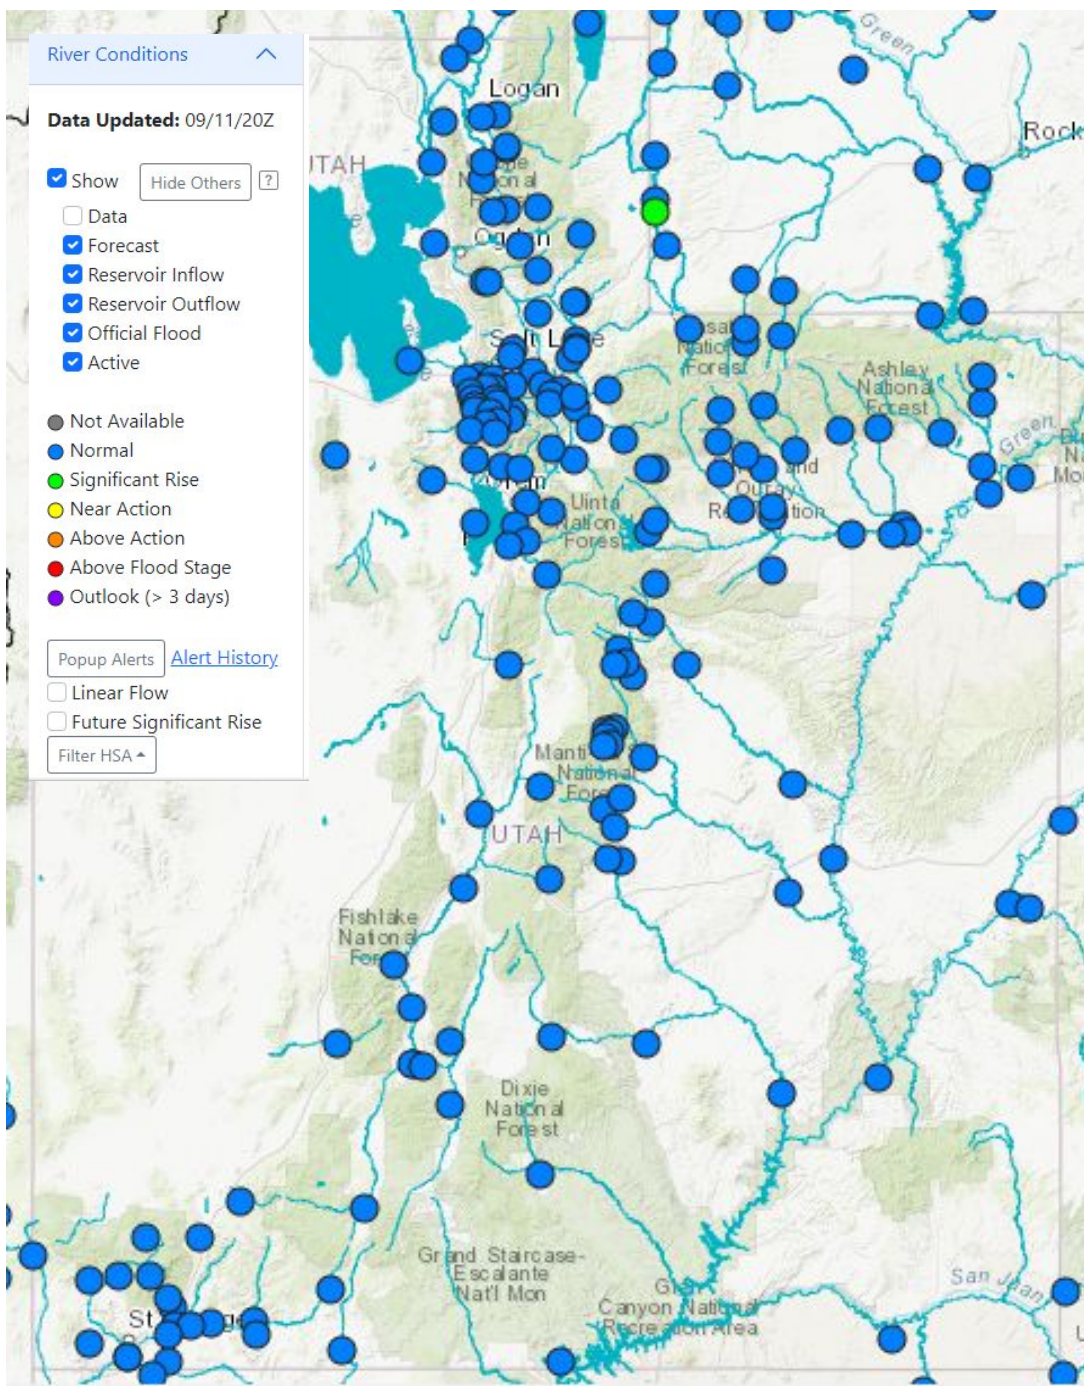 River Conditions
Data Updated: 09/11/20Z
Show
Hide Others
?
Data
Forecast
Reservoir Inflow
Reservoir Outflow
Official Flood
Active
Not Available
Normal
Significant Rise
Near Action
Above Action
Above Flood Stage
Outlook (> 3 days)
Popup Alerts
Alert History
Linear Flow
Future Significant Rise
Filter HSA
Green
Logan
Rock
UTAH
Ashley
National
Forest
Green
Uinta
National
Forest
National
UTAH
Fishlake
National
Dixie
National
Forest
Grand Staircase-
Escalante
Nat'l Mon
San Juan
Canyon National
Recreation Area